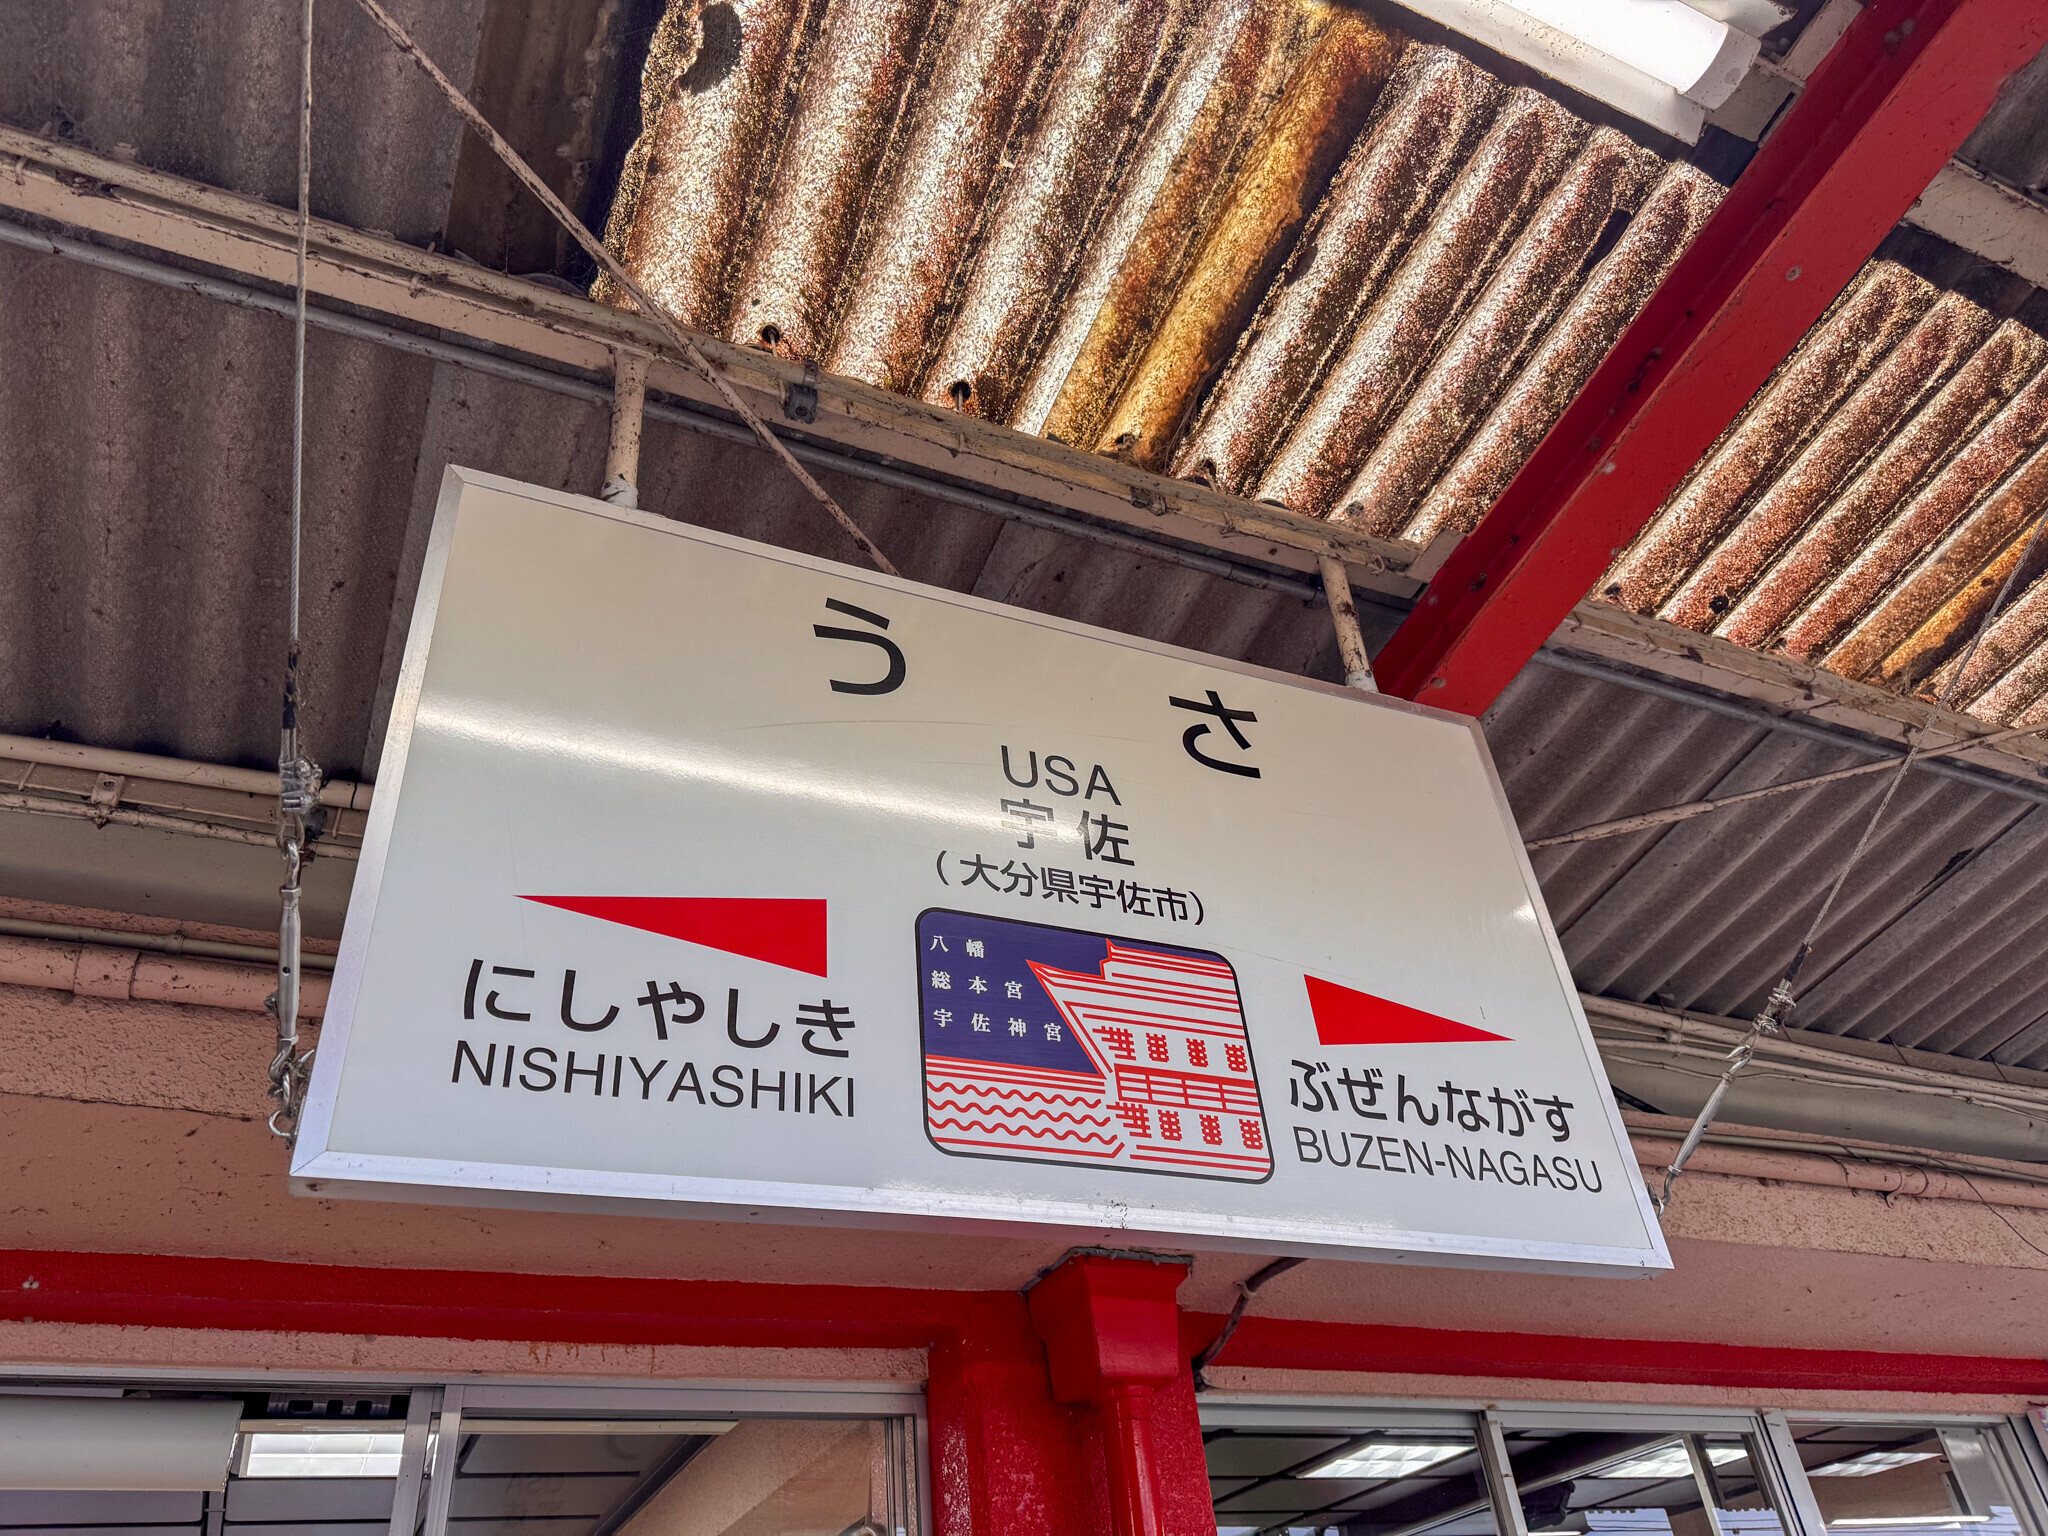 うさ
USA
宇佐
(大分県宇佐市)
にしやしき
NISHIYASHIKI
八幡
総本宮
宇佐神宮
ぶぜんながす
BUZEN-NAGASU